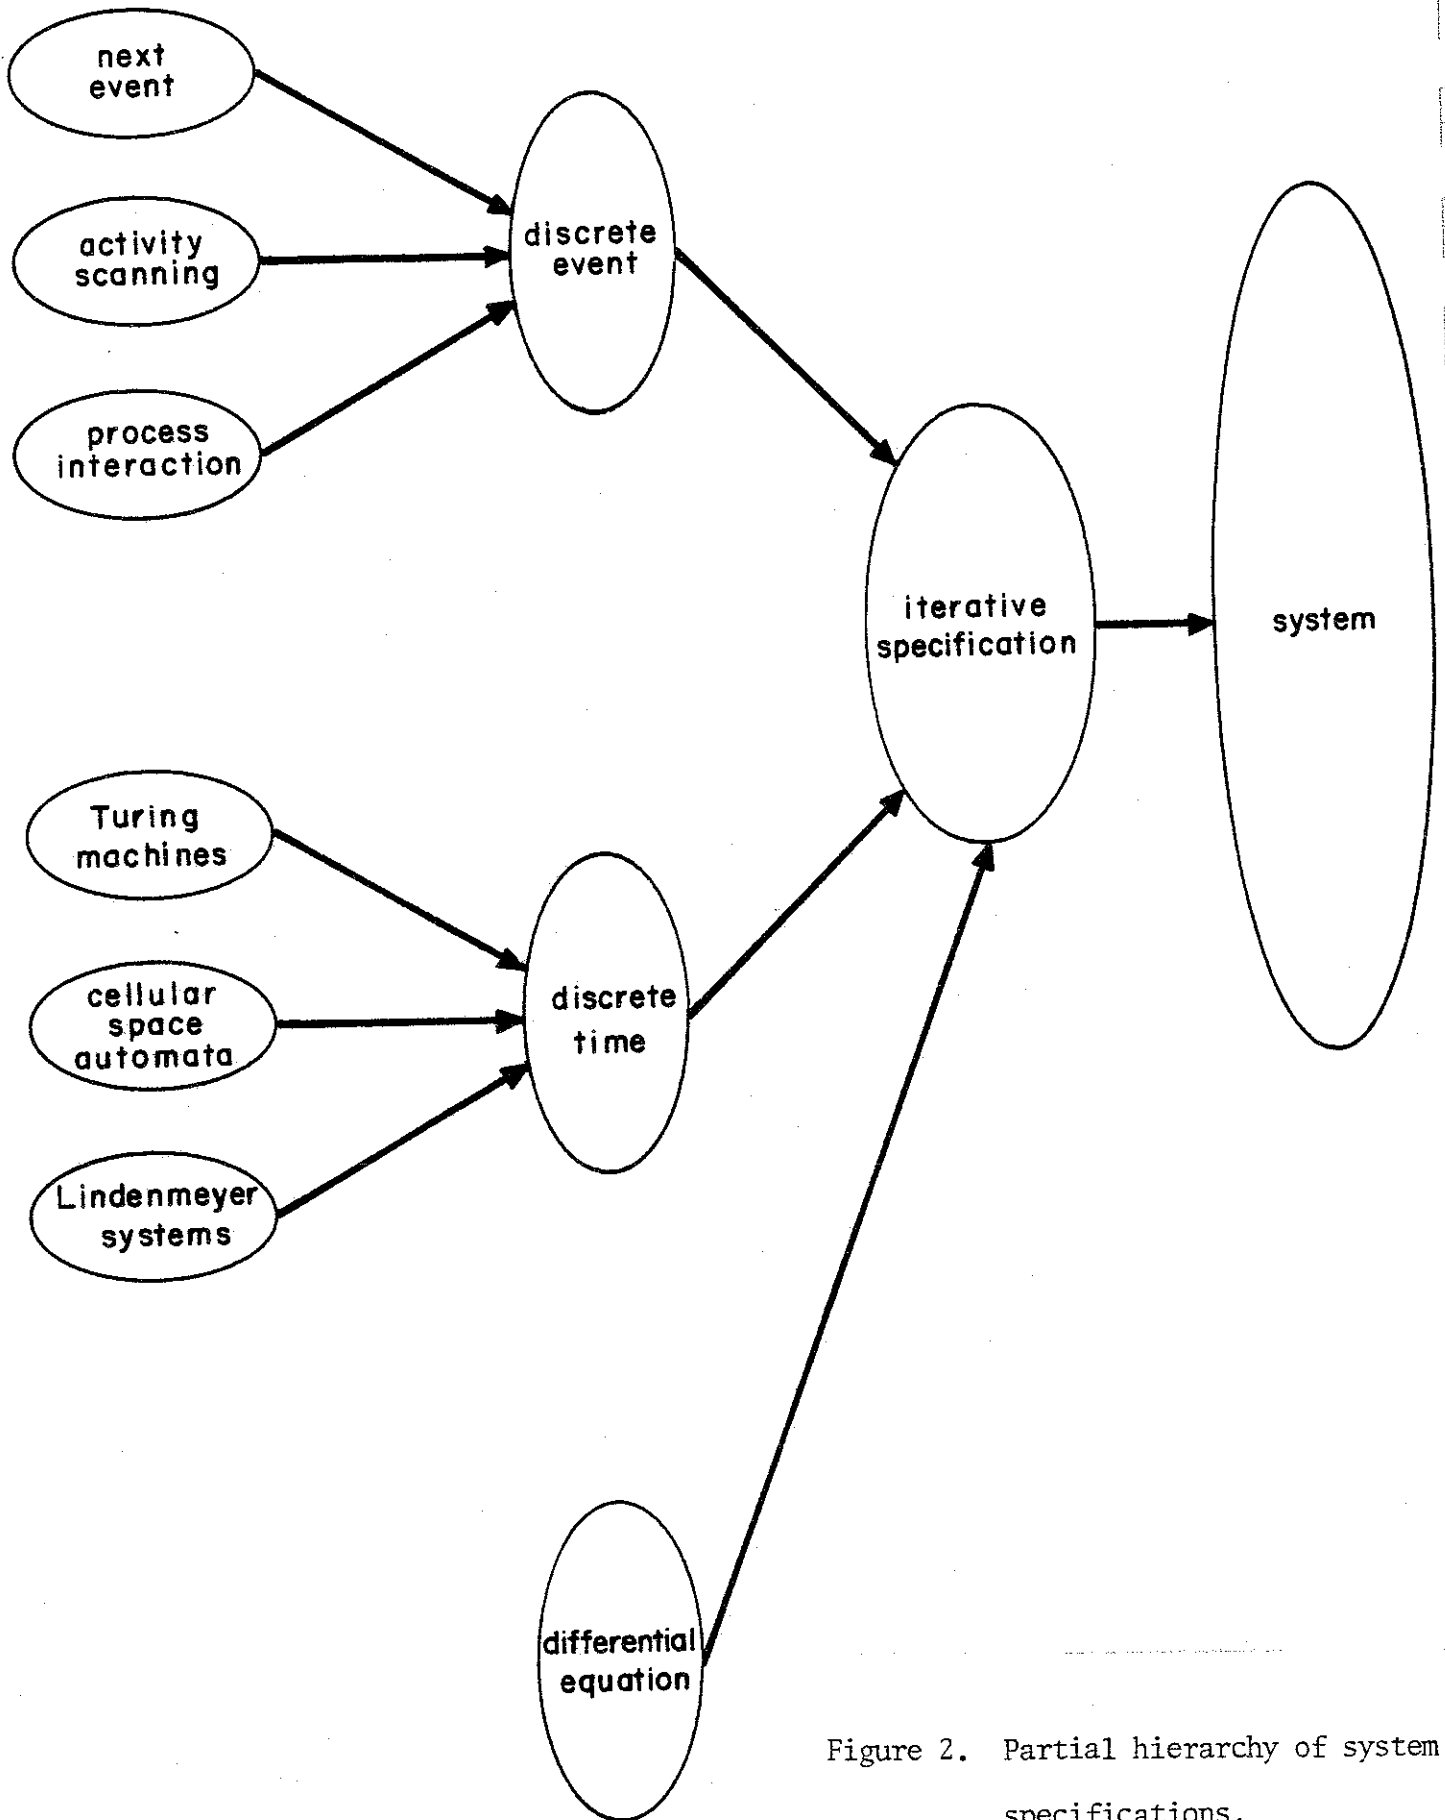 next
event
activity
scanning
process
interaction
discrete
event
iterative
specification
system
Turing
machines
cellular
space
automata
Lindenmeyer
systems
discrete
time
differential
equation
Figure 2. Partial hierarchy of system
specifications.